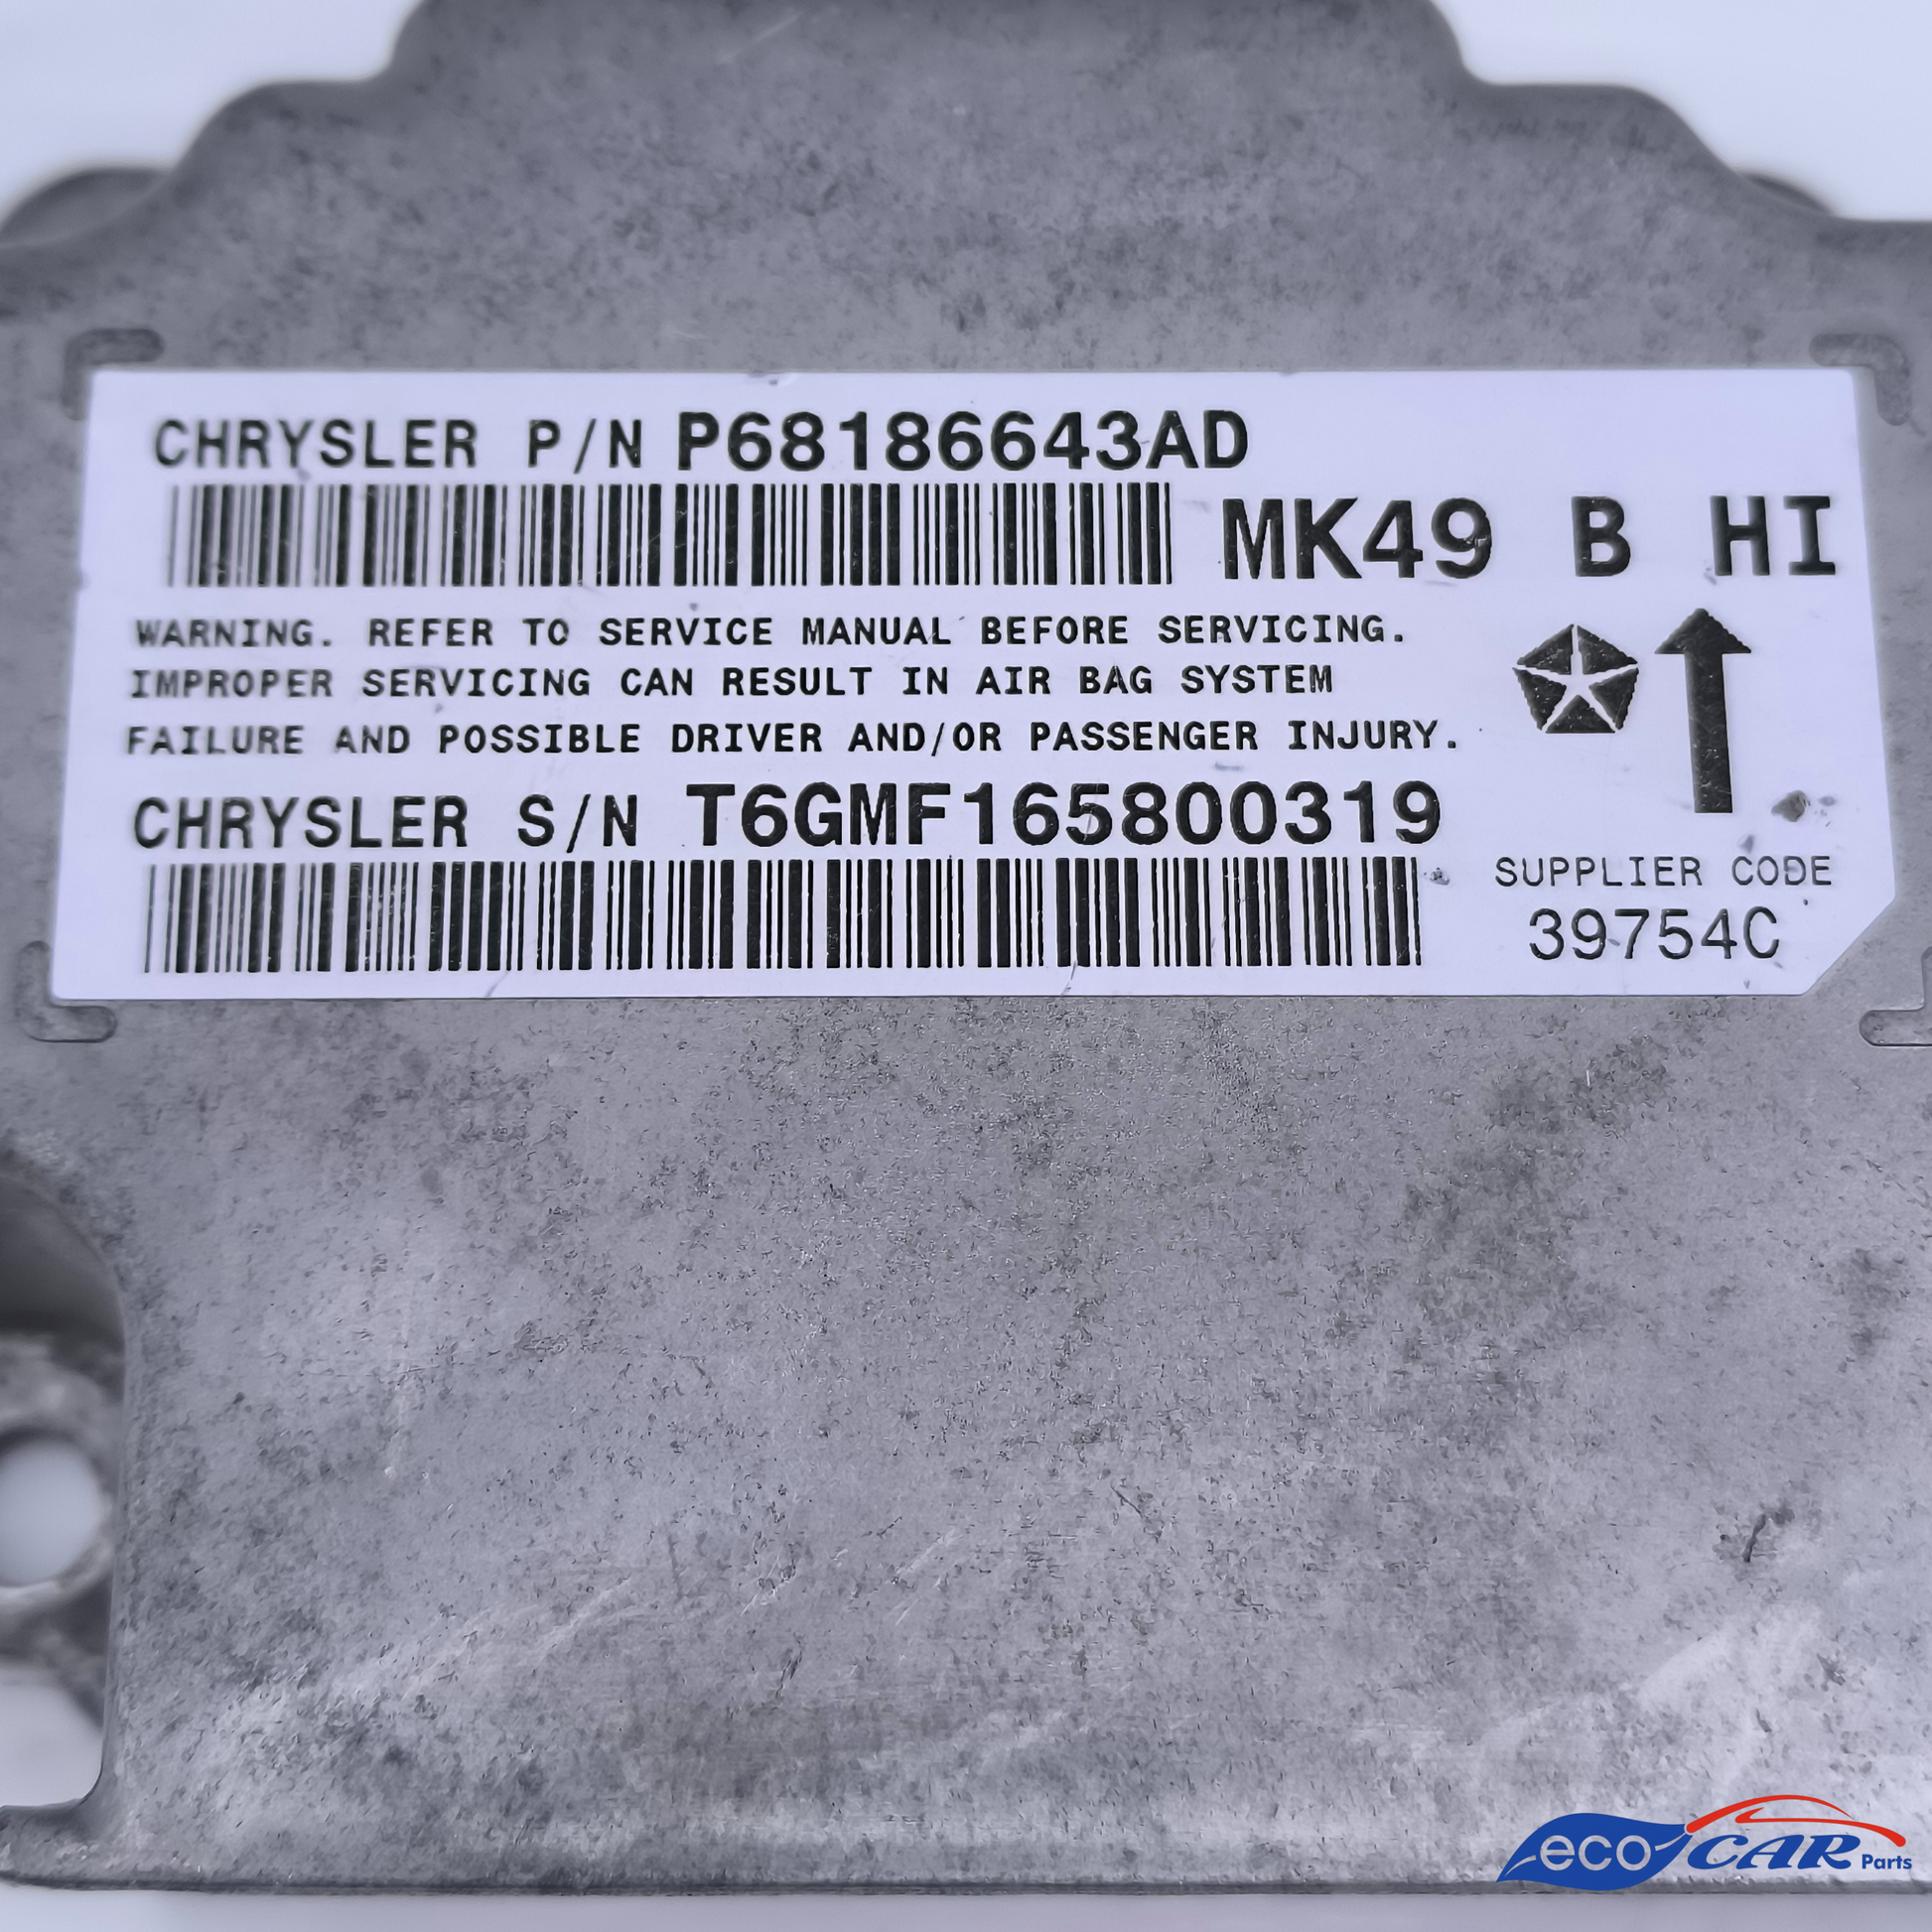 CHRYSLER P/N P68186643AD
MK49 B HI
WARNING. REFER TO SERVICE MANUAL BEFORE SERVICING.
IMPROPER SERVICING CAN RESULT IN AIR BAG SYSTEM
FAILURE AND POSSIBLE DRIVER AND/OR PASSENGER INJURY.
CHRYSLER S/N T6GMF165800319
SUPPLIER CODE
39754C
eco CAR Parts